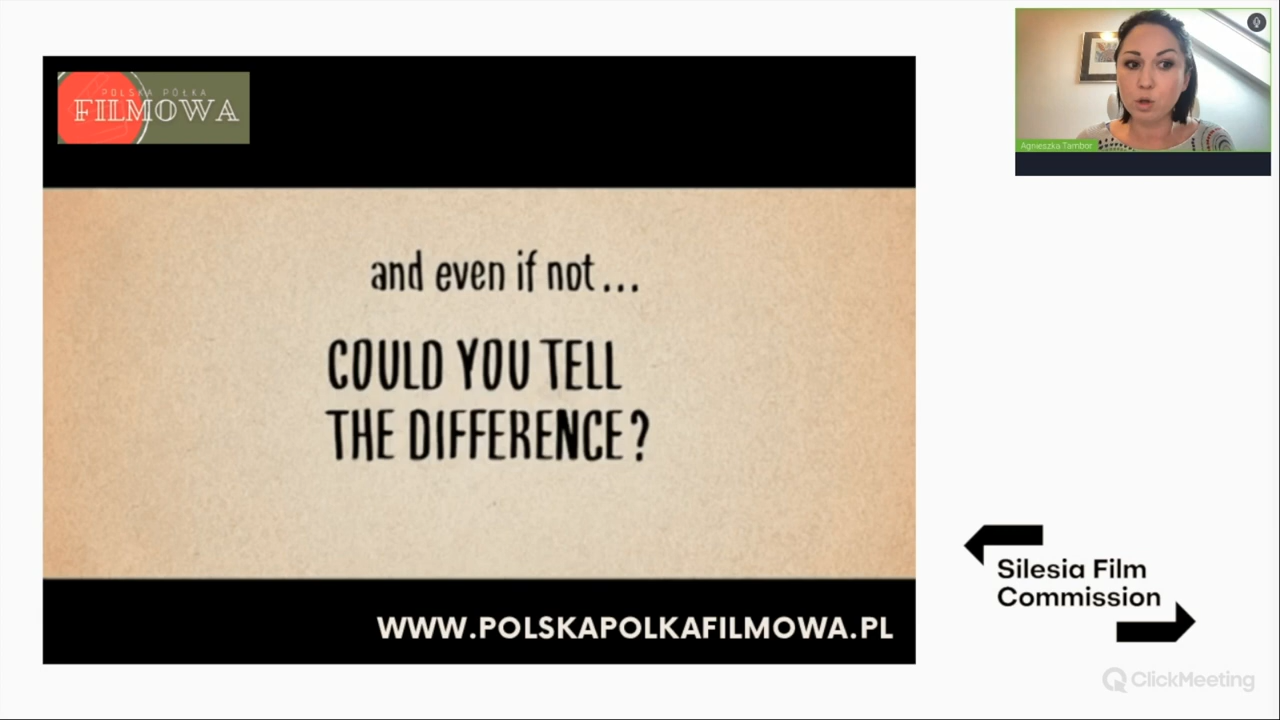 POLSKA PÓŁKA
FILMOWA
and even if not...
COULD YOU TELL
THE DIFFERENCE?
WWW.POLSKAPOLKAFILMOWA.PL
Agnieszka Tambor
Silesia Film
Commission
ClickMeeting